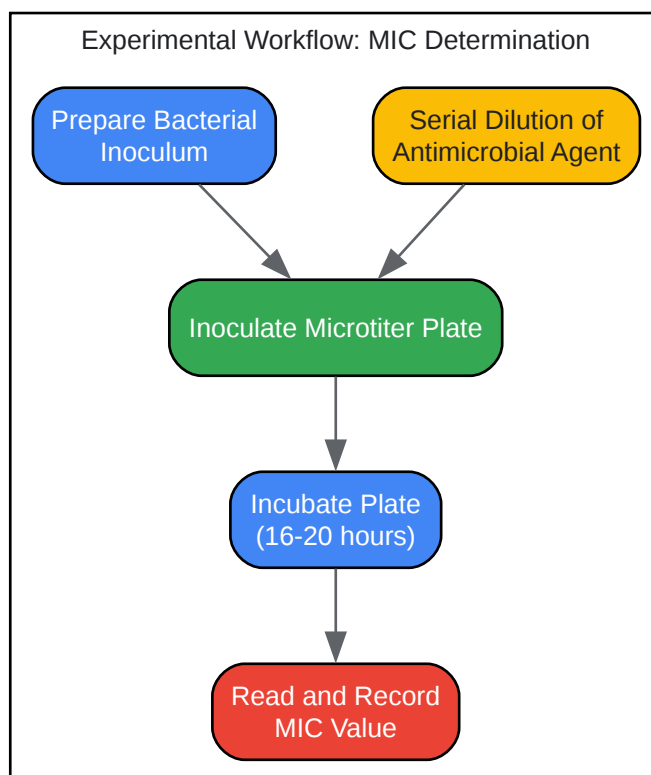 Experimental Workflow: MIC Determination
Prepare Bacterial
Inoculum
Serial Dilution of
Antimicrobial Agent
Inoculate Microtiter Plate
Incubate Plate
(16-20 hours)
Read and Record
MIC Value